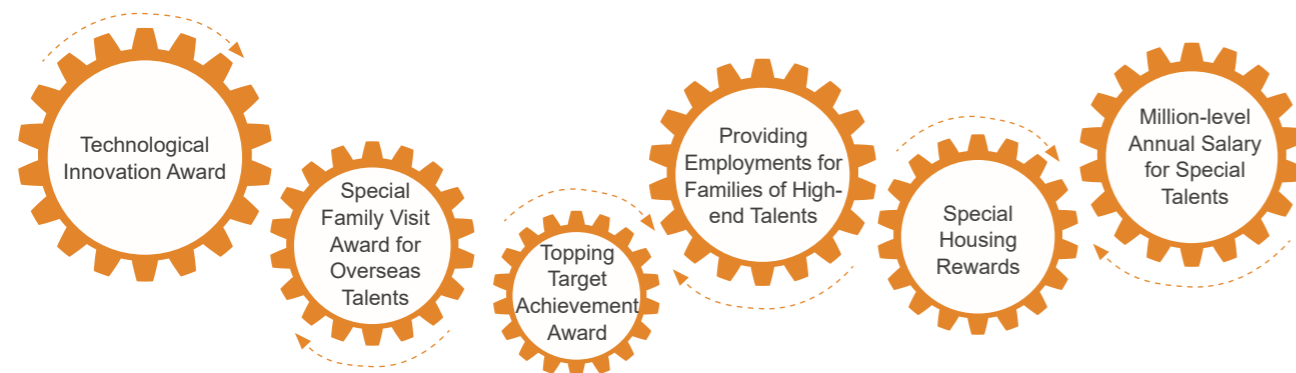 Technological
Innovation Award
Special
Family Visit
Award for
Overseas
Talents
Topping
Target
Achievement
Award
Providing
Employments for
Families of High-
end Talents
Special
Housing
Rewards
Million-level
Annual Salary
for Special
Talents